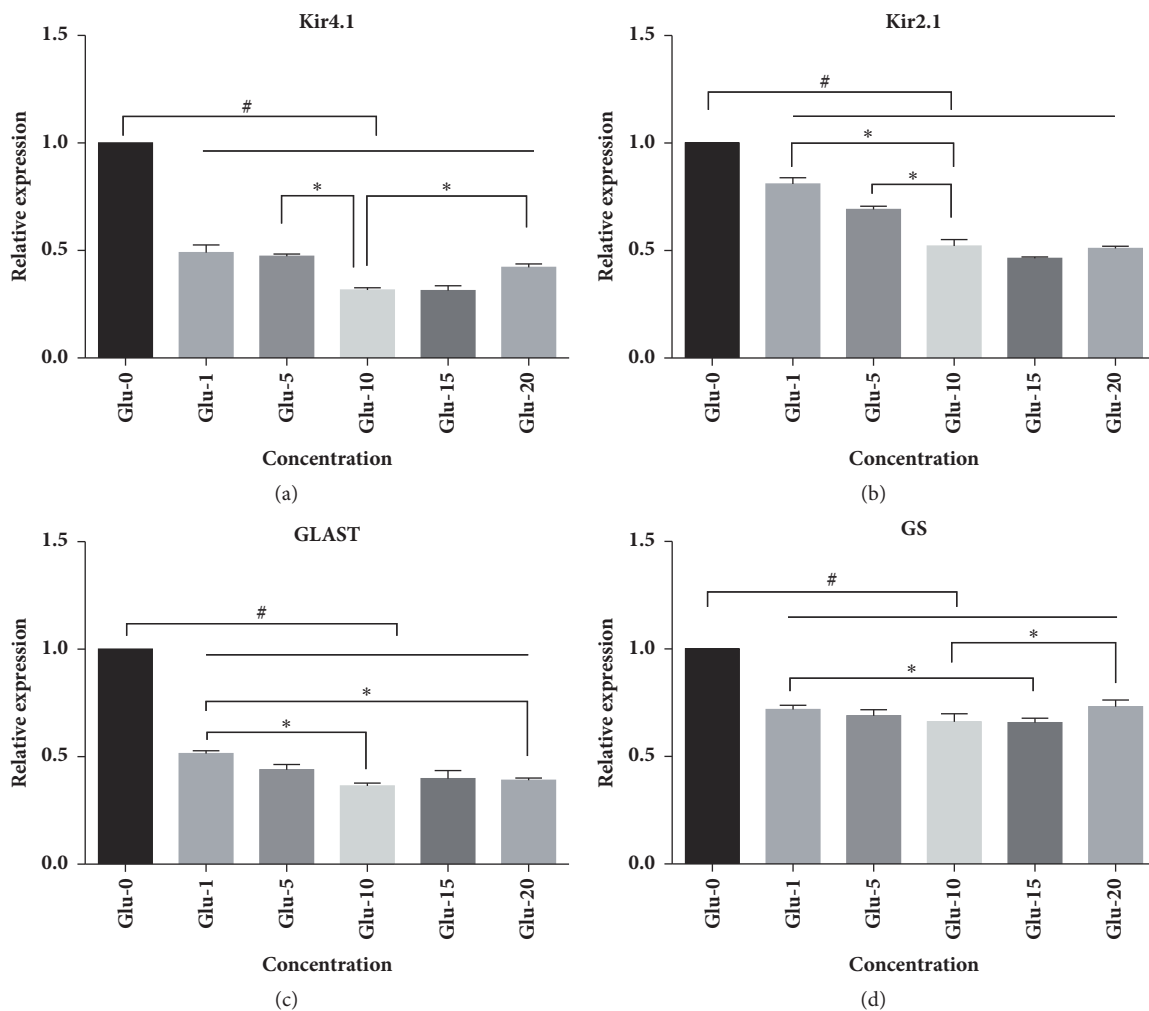 Kir4.1
1.5
1.0
0.5
0.0
Relative expression
#
*
*
Glu-0
Glu-1
Glu-5
Glu-10
Glu-15
Glu-20
Concentration
(a)
Kir2.1
1.5
1.0
0.5
0.0
Relative expression
#
*
*
Glu-0
Glu-1
Glu-5
Glu-10
Glu-15
Glu-20
Concentration
(b)
GLAST
1.5
1.0
0.5
0.0
Relative expression
#
*
*
Glu-0
Glu-1
Glu-5
Glu-10
Glu-15
Glu-20
Concentration
(c)
GS
1.5
1.0
0.5
0.0
Relative expression
#
*
*
Glu-0
Glu-1
Glu-5
Glu-10
Glu-15
Glu-20
Concentration
(d)